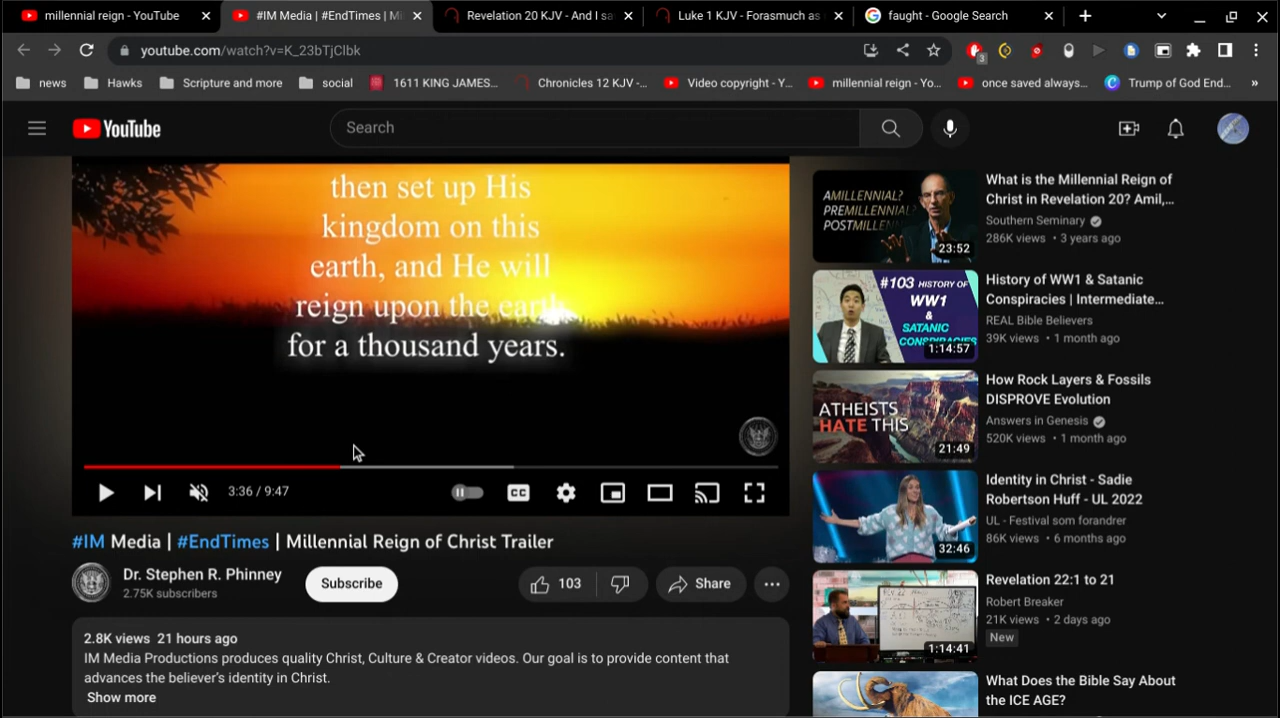 millennial reign - YouTube
#IM Media | #EndTimes | Mi
Revelation 20 KJV - And I sa
Luke 1 KJV - Forasmuch as
faught - Google Search
youtube.com/watch?v=K_23bTjClbk
3
news
Hawks
Scripture and more
social
1611 KING JAMES...
Chronicles 12 KJV -...
Video copyright - Y...
millennial reign - Yo...
once saved always...
Trump of God End...
»
YouTube
Search
then set up His
kingdom on this
earth, and He will
reign upon the earth
for a thousand years.
3:36 / 9:47
CC
#IM Media | #EndTimes | Millennial Reign of Christ Trailer
Dr. Stephen R. Phinney
2.75K subscribers
Subscribe
103
Share
2.8K views 21 hours ago
IM Media Productions produces quality Christ, Culture & Creator videos. Our goal is to provide content that
advances the believer's identity in Christ.
Show more
AMILLENNIAL?
PREMILLENNIAL?
POSTMILLEN
23:52
What is the Millennial Reign of
Christ in Revelation 20? Amil,...
Southern Seminary
286K views • 3 years ago
#103 HISTORY OF
WW1
&
SATANIC
CONSPIRACIES
1:14:57
History of WW1 & Satanic
Conspiracies | Intermediate...
REAL Bible Believers
39K views • 1 month ago
ATHEISTS
HATE THIS
21:49
How Rock Layers & Fossils
DISPROVE Evolution
Answers in Genesis
520K views • 1 month ago
32:46
Identity in Christ - Sadie
Robertson Huff - UL 2022
UL - Festival som forandrer
86K views • 6 months ago
1:14:41
Revelation 22:1 to 21
Robert Breaker
21K views • 2 days ago
New
What Does the Bible Say About
the ICE AGE?